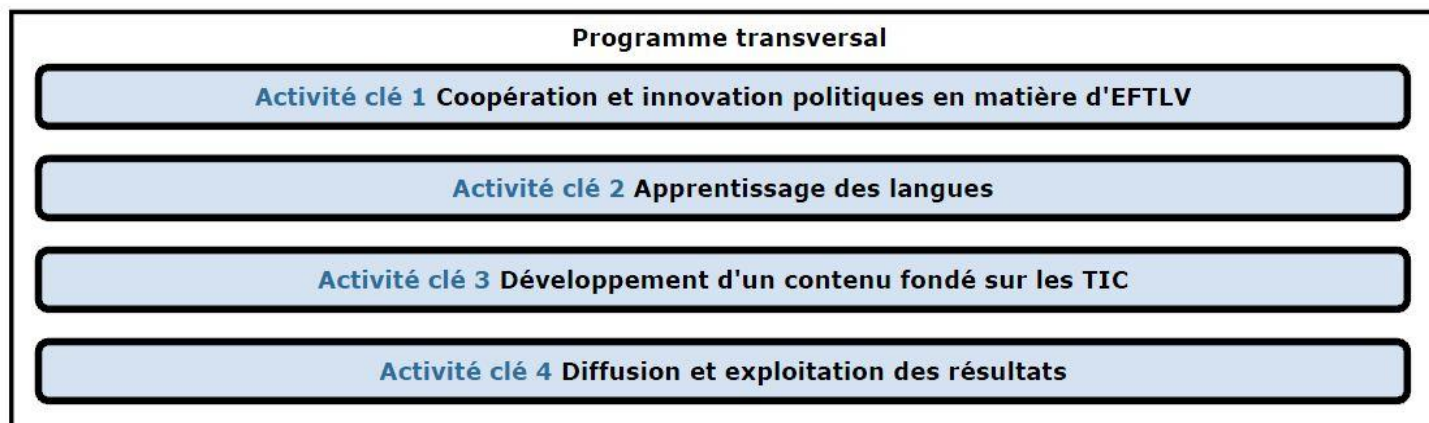 Programme transversal
Activité clé 1 Coopération et innovation politiques en matière d'EFTLV
Activité clé 2 Apprentissage des langues
Activité clé 3 Développement d'un contenu fondé sur les TIC
Activité clé 4 Diffusion et exploitation des résultats